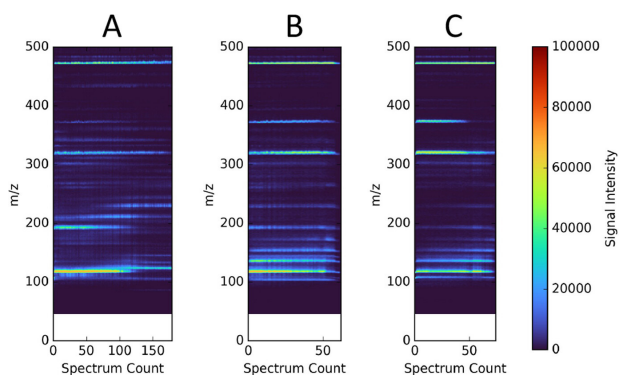 A B C
500 500 500 100000
400 400 400 80000
300 300 300 60000
m/z m/z m/z Signal Intensity
200 200 200 40000
100 100 100 20000
0 0 0 0
0 50 100 150 0 50 0 50
Spectrum Count Spectrum Count Spectrum Count